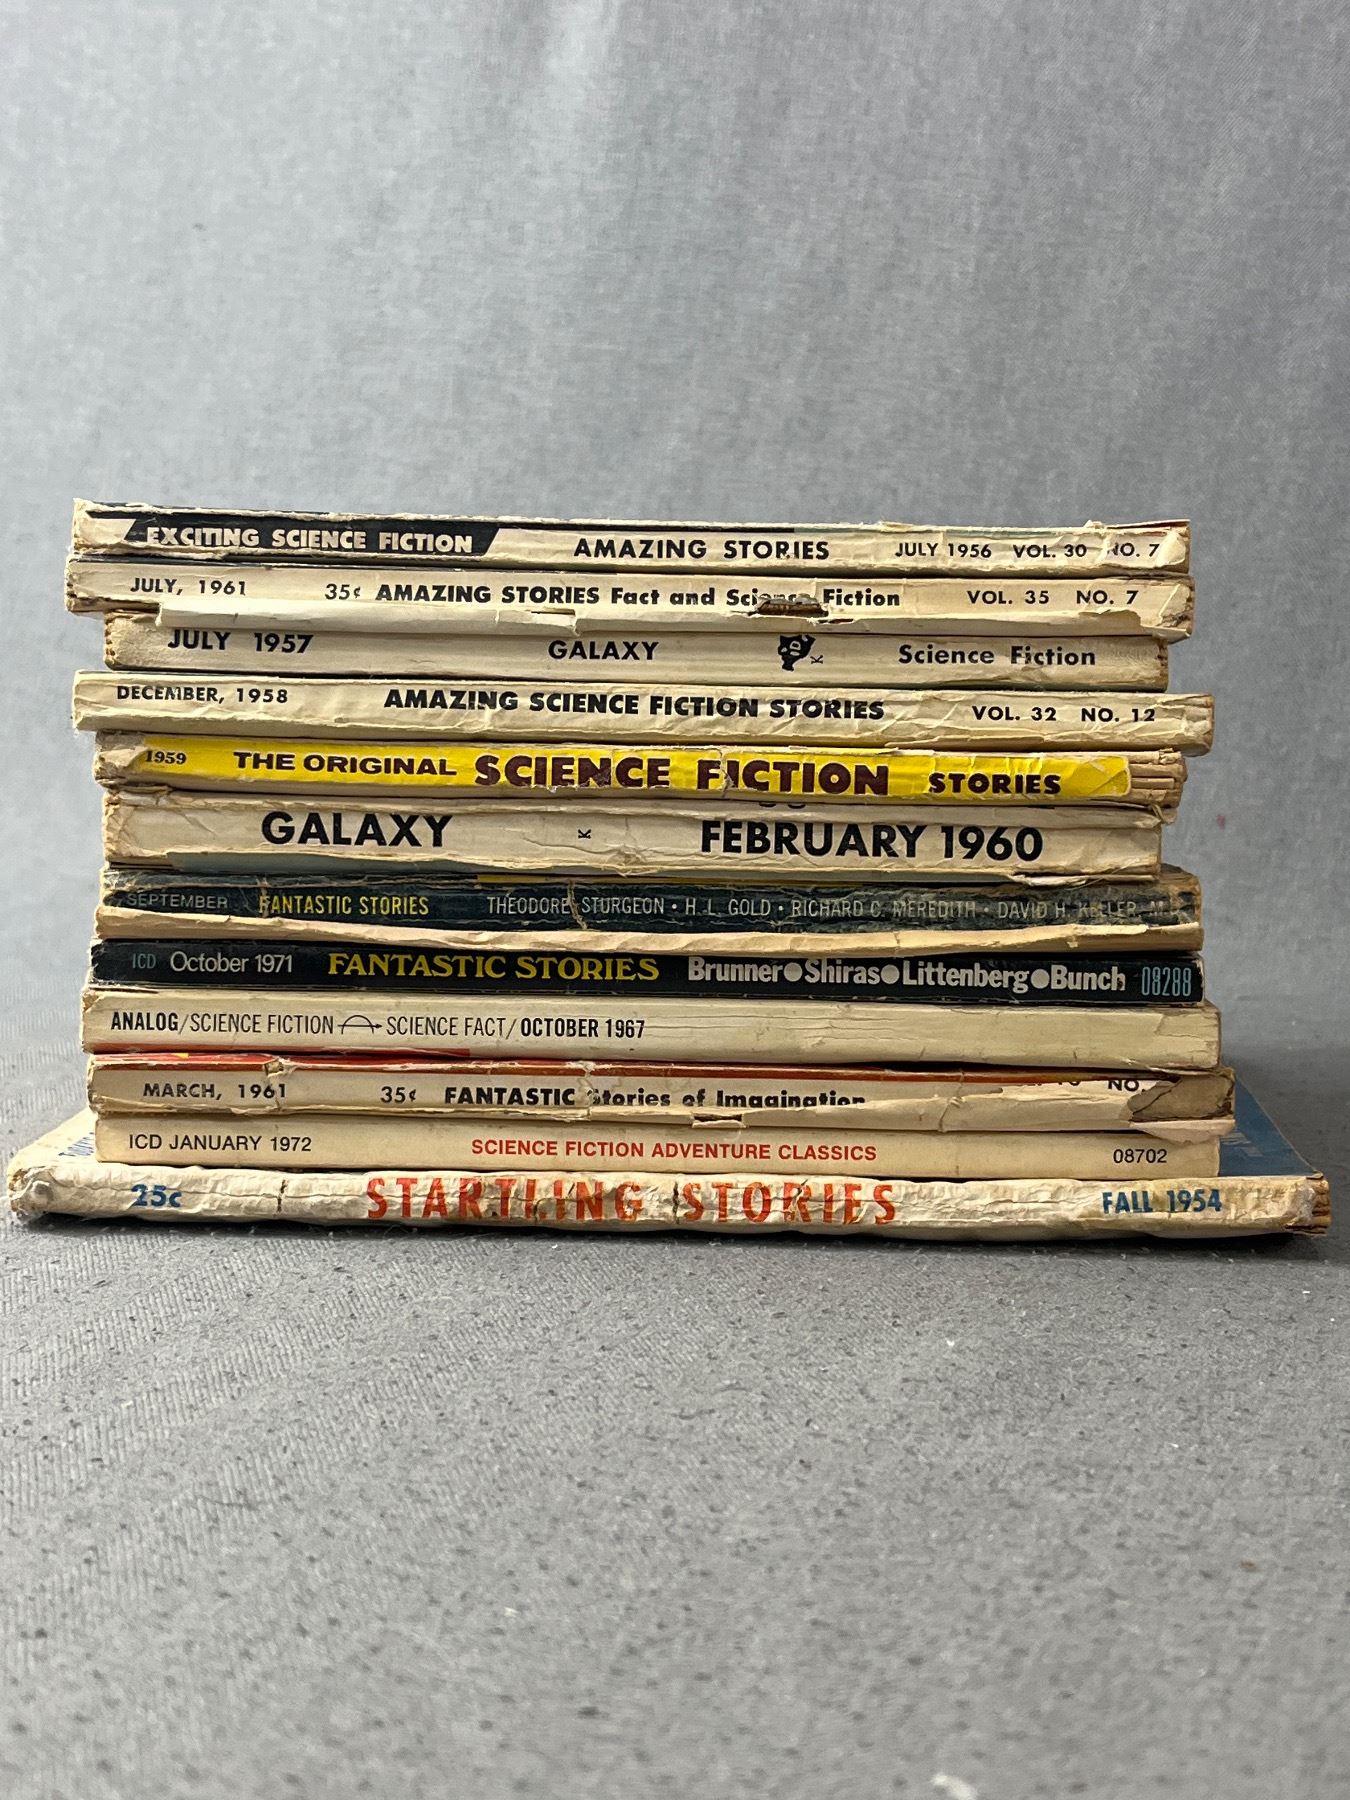 EXCITING SCIENCE FICTION AMAZING STORIES JULY 1956 VOL. 30 NO. 7
JULY, 1961 35¢ AMAZING STORIES Fact and Science Fiction VOL. 35 NO. 7
JULY 1957 GALAXY K Science Fiction
DECEMBER, 1958 AMAZING SCIENCE FICTION STORIES VOL. 32 NO. 12
1959 THE ORIGINAL SCIENCE FICTION STORIES
GALAXY K FEBRUARY 1960
SEPTEMBER FANTASTIC STORIES THEODORE STURGEON • H. L. GOLD • RICHARD C. MEREDITH • DAVID H. KELLER, M.
ICD October 1971 FANTASTIC STORIES Brunner●Shiras●Littenberg●Bunch 08288
ANALOG/SCIENCE FICTION SCIENCE FACT/OCTOBER 1967
MARCH, 1961 35¢ FANTASTIC Stories of Imagination NO.
ICD JANUARY 1972 SCIENCE FICTION ADVENTURE CLASSICS 08702
25¢ STARTLING STORIES FALL 1954